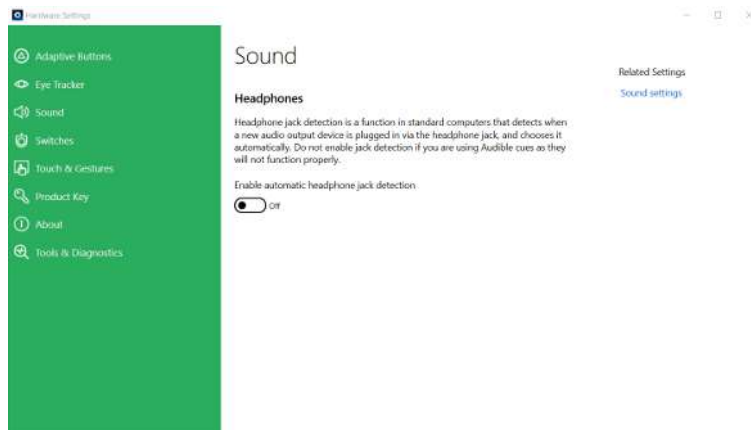 Hardware Settings
Adaptive Buttons
Eye Tracker
Sound
Switches
Touch & Gestures
Product Key
About
Tools & Diagnostics
Sound
Headphones
Headphone jack detection is a function in standard computers that detects when
a new audio output device is plugged in via the headphone jack, and chooses it
automatically. Do not enable jack detection if you are using Audible cues as they
will not function properly.
Enable automatic headphone jack detection
Off
Related Settings
Sound settings